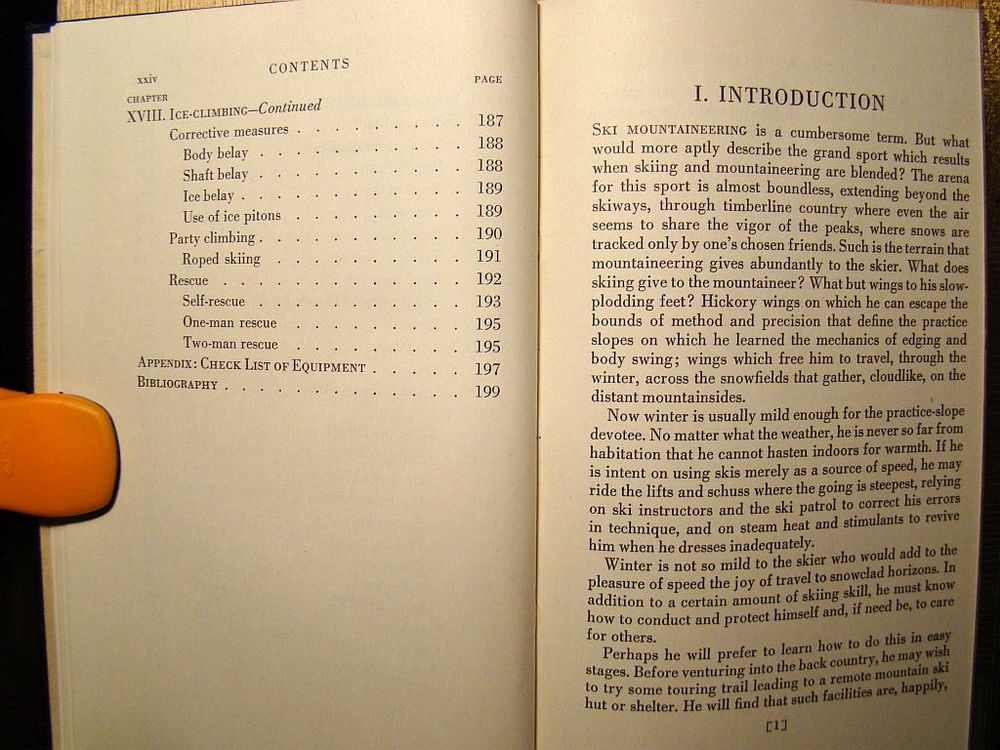 xxiv
CONTENTS
CHAPTER PAGE
XVIII. ICE-CLIMBING—Continued
Corrective measures . . . . . . . . . 187
Body belay . . . . . . . . . . 188
Shaft belay . . . . . . . . . . 188
Ice belay . . . . . . . . . . . 189
Use of ice pitons . . . . . . . . 189
Party climbing . . . . . . . . . . 190
Roped skiing . . . . . . . . . 191
Rescue . . . . . . . . . . . . 192
Self-rescue . . . . . . . . . . 193
One-man rescue . . . . . . . . 195
Two-man rescue . . . . . . . . 195
APPENDIX: CHECK LIST OF EQUIPMENT . . . . . 197
BIBLIOGRAPHY . . . . . . . . . . . 199
I. INTRODUCTION
SKI MOUNTAINEERING is a cumbersome term. But what
would more aptly describe the grand sport which results
when skiing and mountaineering are blended? The arena
for this sport is almost boundless, extending beyond the
skiways, through timberline country where even the air
seems to share the vigor of the peaks, where snows are
tracked only by one's chosen friends. Such is the terrain that
mountaineering gives abundantly to the skier. What does
skiing give to the mountaineer? What but wings to his slow-
plodding feet? Hickory wings on which he can escape the
bounds of method and precision that define the practice
slopes on which he learned the mechanics of edging and
body swing; wings which free him to travel, through the
winter, across the snowfields that gather, cloudlike, on the
distant mountainsides.
Now winter is usually mild enough for the practice-slope
devotee. No matter what the weather, he is never so far from
habitation that he cannot hasten indoors for warmth. If he
is intent on using skis merely as a source of speed, he may
ride the lifts and schuss where the going is steepest, relying
on ski instructors and the ski patrol to correct his errors
in technique, and on steam heat and stimulants to revive
him when he dresses inadequately.
Winter is not so mild to the skier who would add to the
pleasure of speed the joy of travel to snowclad horizons. In
addition to a certain amount of skiing skill, he must know
how to conduct and protect himself and, if need be, to care
for others.
Perhaps he will prefer to learn how to do this in easy
stages. Before venturing into the back country, he may wish
to try some touring trail leading to a remote mountain ski
hut or shelter. He will find that such facilities are, happily,
[1]